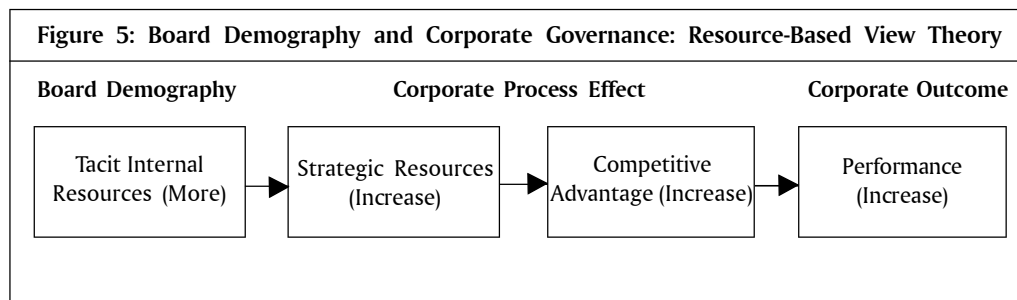 Figure 5: Board Demography and Corporate Governance: Resource-Based View Theory
Board Demography
Corporate Process Effect
Corporate Outcome
Tacit Internal
Resources (More)
Strategic Resources
(Increase)
Competitive
Advantage (Increase)
Performance
(Increase)